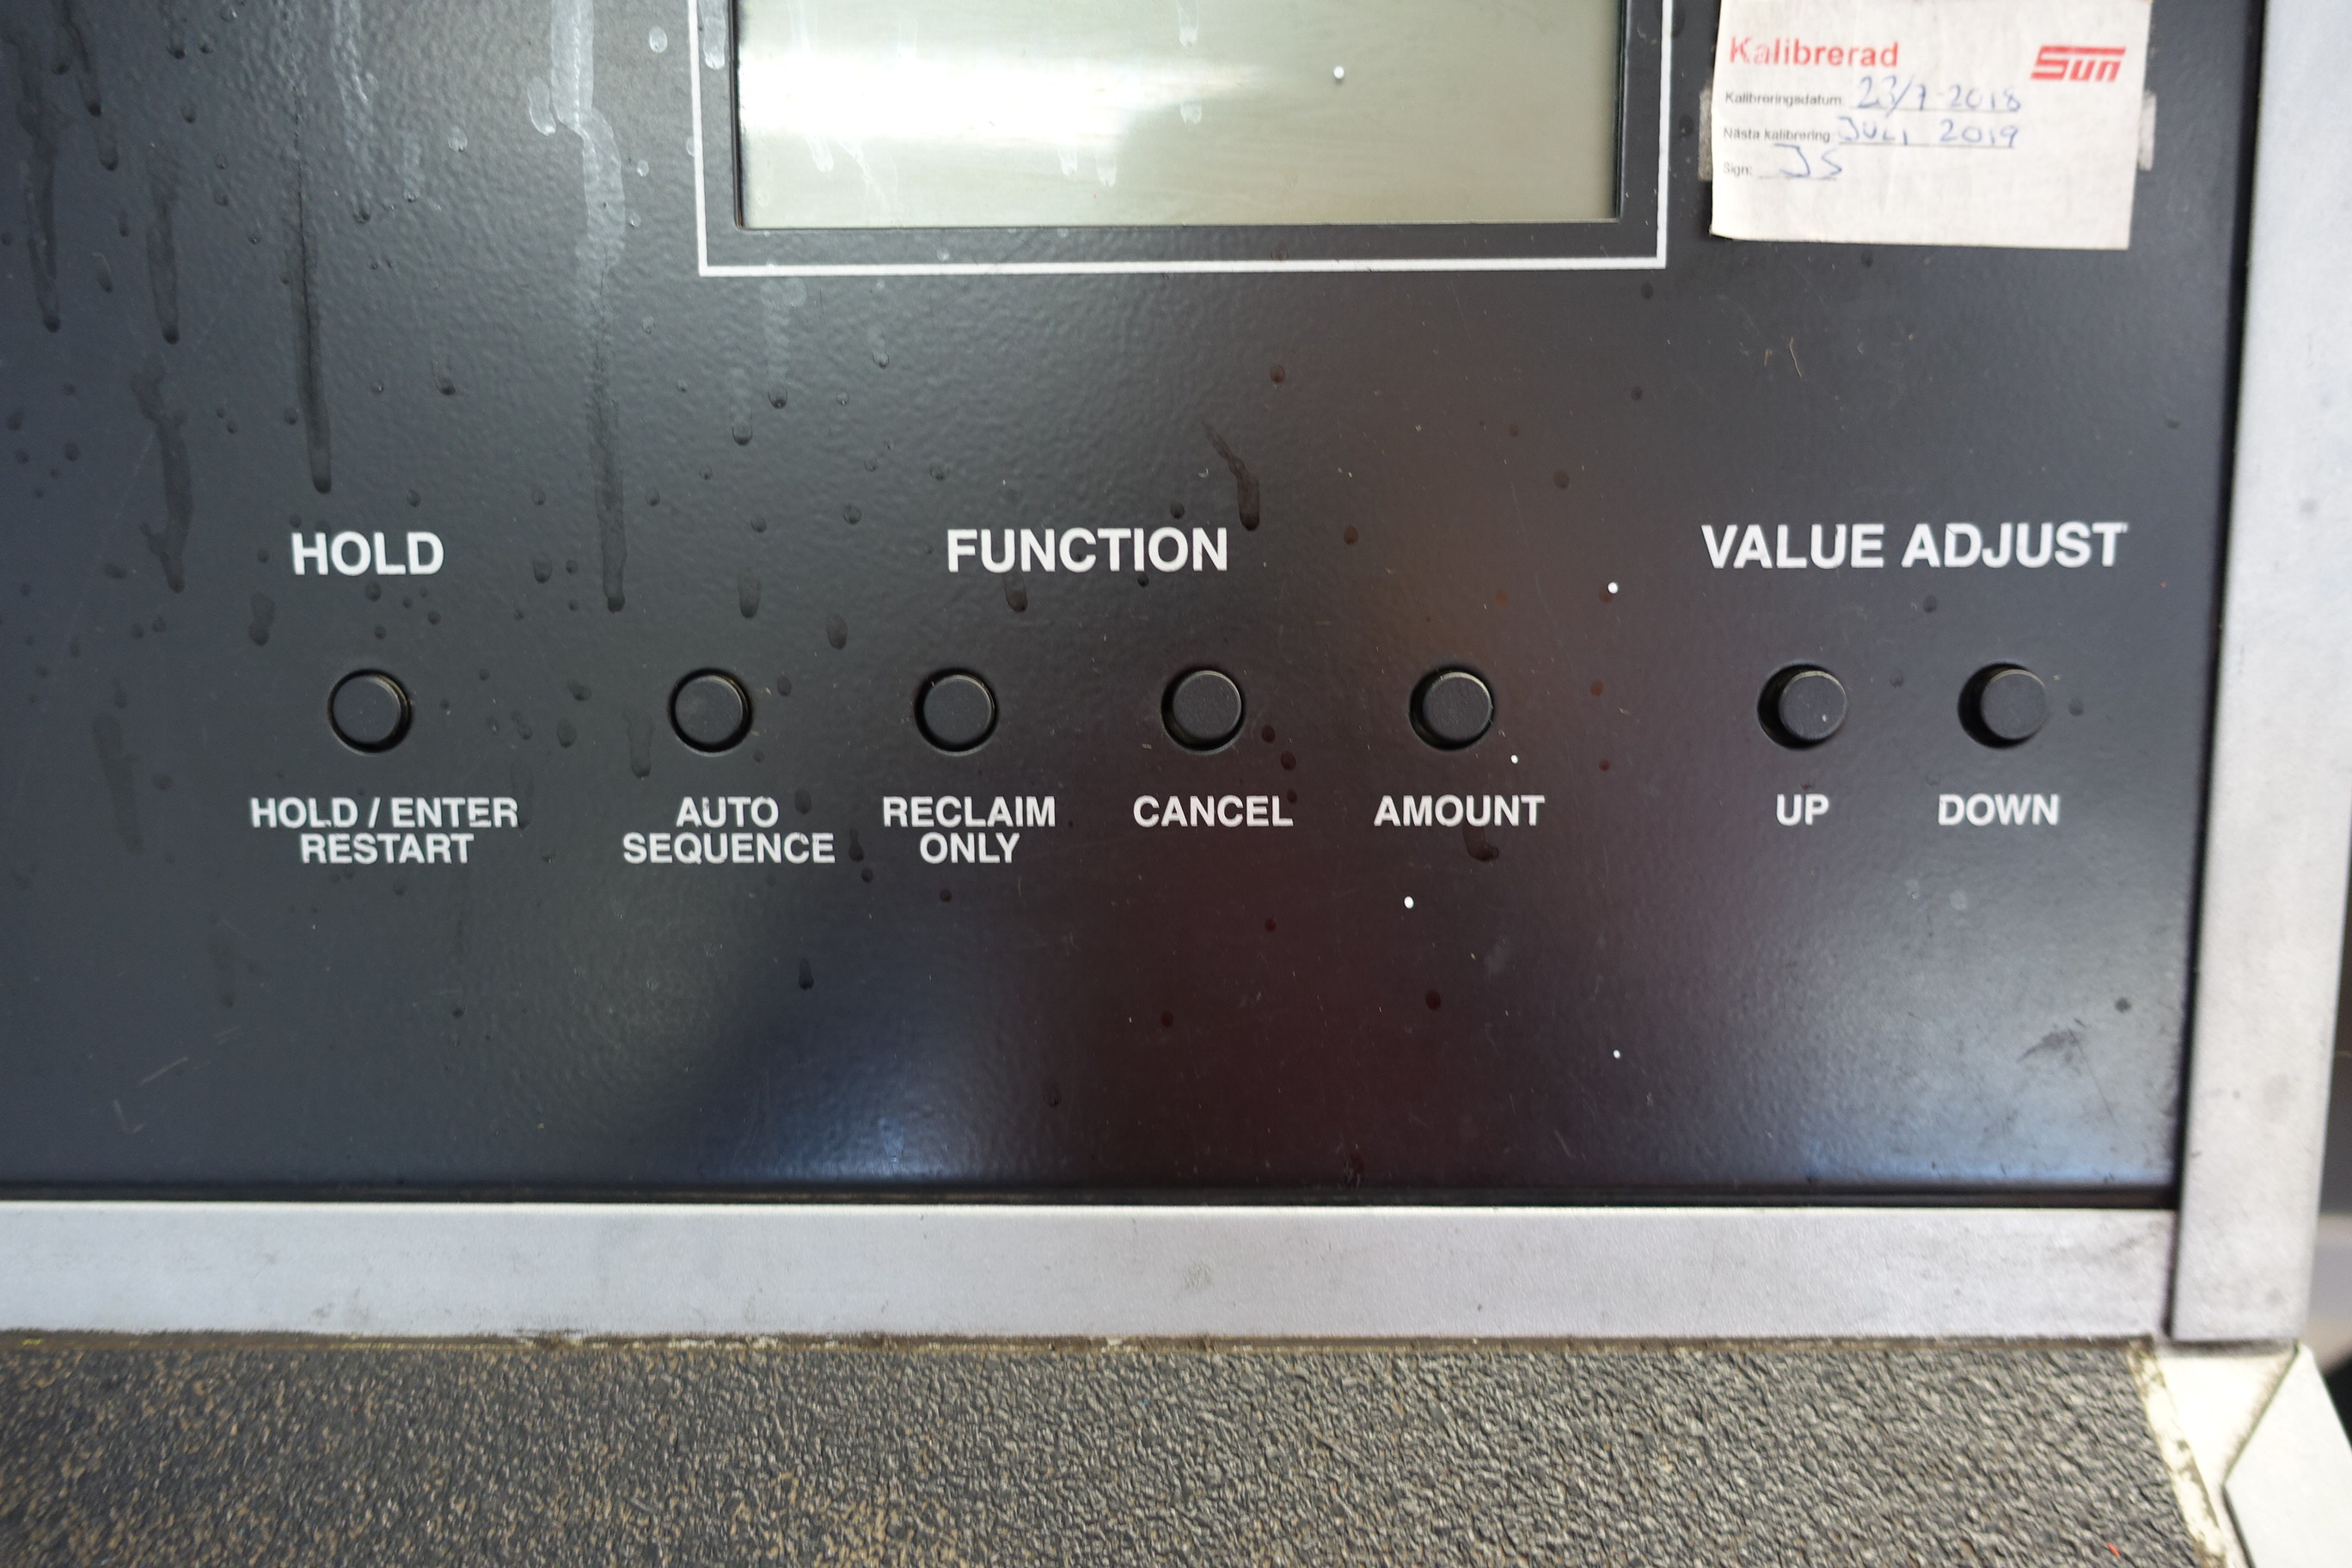 Kalibrerad Sun
Kalibreringsdatum: 23/7-2018
Nästa kalibrering: JULI 2019
Sign: JS
HOLD FUNCTION VALUE ADJUST
HOLD / ENTER
RESTART
AUTO
SEQUENCE
RECLAIM
ONLY
CANCEL
AMOUNT
UP
DOWN